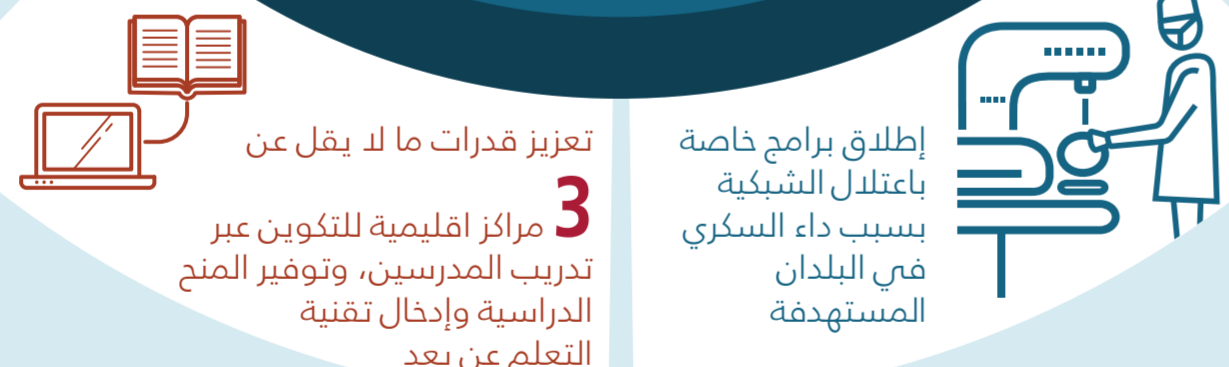 إطلاق برامج خاصة
باعتلال الشبكية
بسبب داء السكري
في البلدان
المستهدفة
تعزيز قدرات ما لا يقل عن
3 مراكز اقليمية للتكوين عبر
تدريب المدرسين، وتوفير المنح
الدراسية وإدخال تقنية
التعلم عن بعد